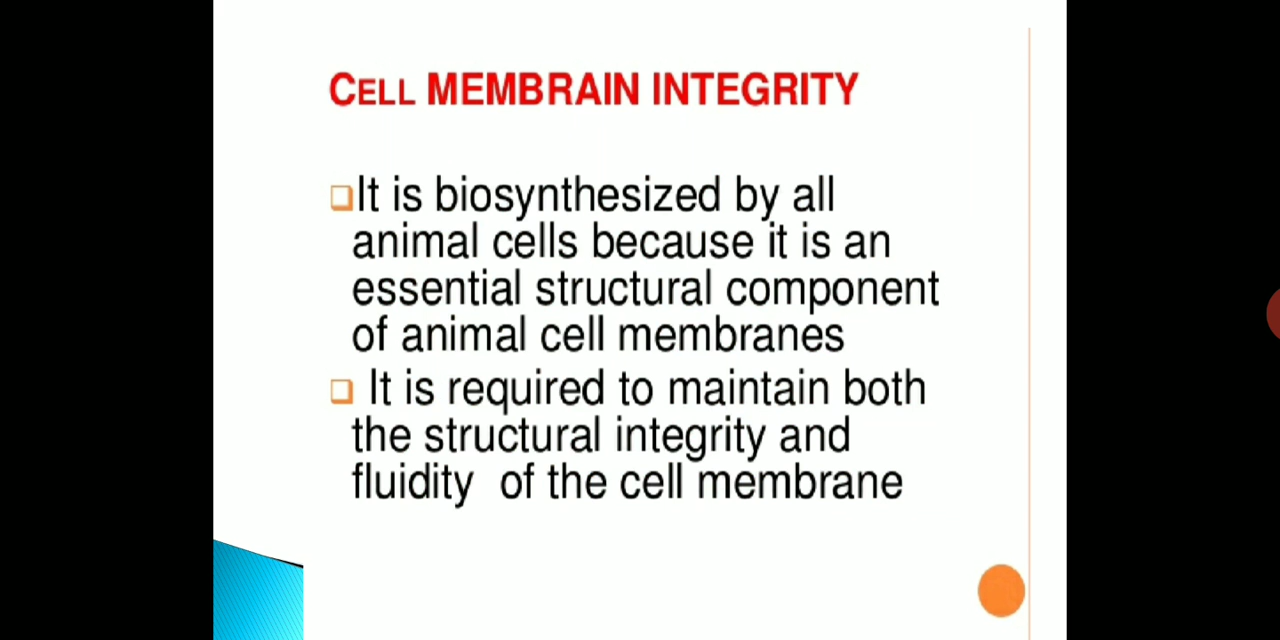 CELL MEMBRAIN INTEGRITY
It is biosynthesized by all
animal cells because it is an
essential structural component
of animal cell membranes
It is required to maintain both
the structural integrity and
fluidity of the cell membrane